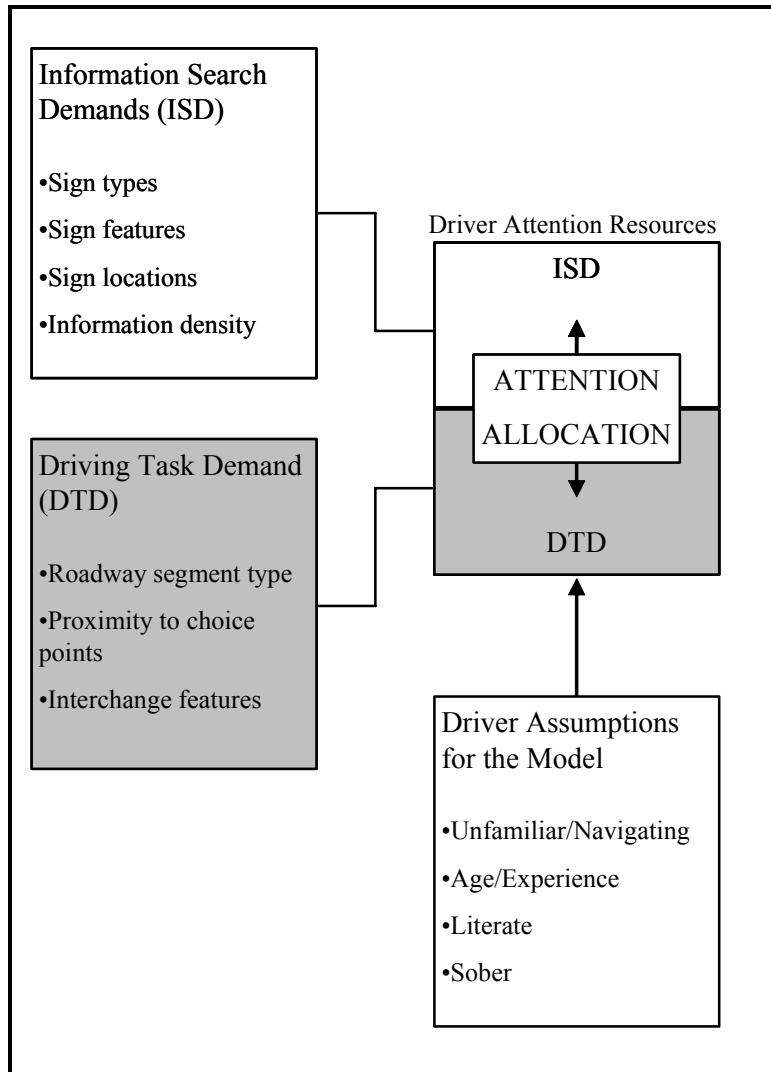 Information Search
Demands (ISD)
•Sign types
•Sign features
•Sign locations
•Information density
Driver Attention Resources
ISD
ATTENTION
ALLOCATION
DTD
Driving Task Demand
(DTD)
•Roadway segment type
•Proximity to choice
points
•Interchange features
Driver Assumptions
for the Model
•Unfamiliar/Navigating
•Age/Experience
•Literate
•Sober